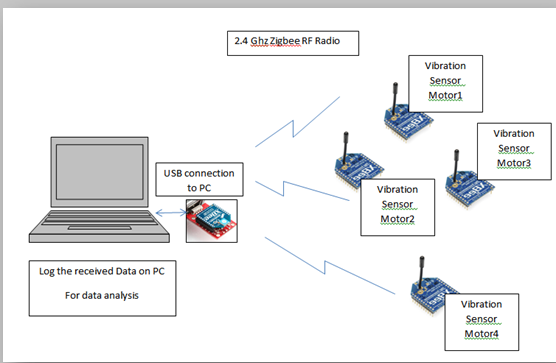 2.4 Ghz Zigbee RF Radio
Vibration
Sensor
Motor1
Vibration
Sensor
Motor3
USB connection
to PC
Vibration
Sensor
Motor2
Log the received Data on PC
For data analysis
Vibration
Sensor
Motor4